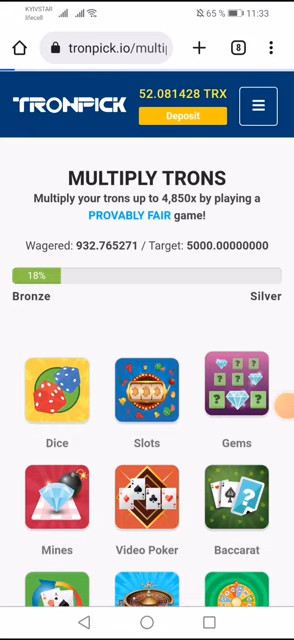 KYIVSTAR
lifecell
65 % 11:33
tronpick.io/multi
8
TRONPICK
52.081428 TRX
Deposit
MULTIPLY TRONS
Multiply your trons up to 4,850x by playing a
PROVABLY FAIR game!
Wagered: 932.765271 / Target: 5000.00000000
18%
Bronze Silver
Dice Slots Gems
Mines Video Poker Baccarat